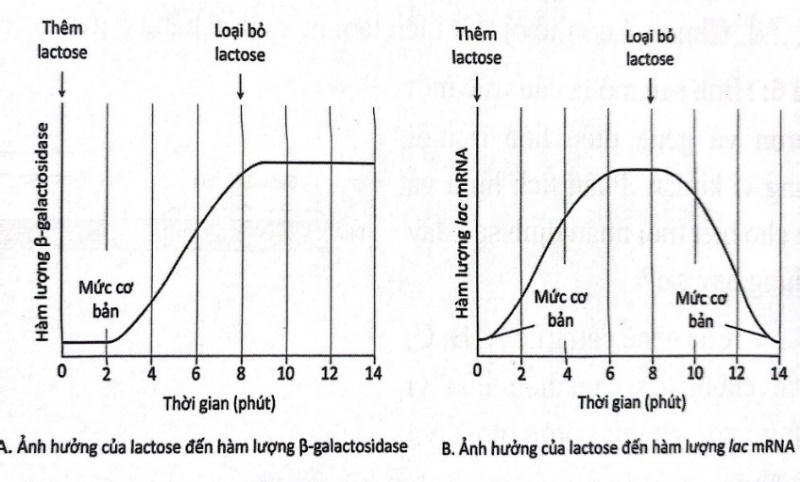 Thêm
lactose
Loại bỏ
lactose
Hàm lượng β-galactosidase
Mức cơ
bản
0 2 4 6 8 10 12 14
Thời gian (phút)
A. Ảnh hưởng của lactose đến hàm lượng β-galactosidase
Thêm
lactose
Loại bỏ
lactose
Hàm lượng lac mRNA
Mức cơ
bản
Mức cơ
bản
0 2 4 6 8 10 12 14
Thời gian (phút)
B. Ảnh hưởng của lactose đến hàm lượng lac mRNA